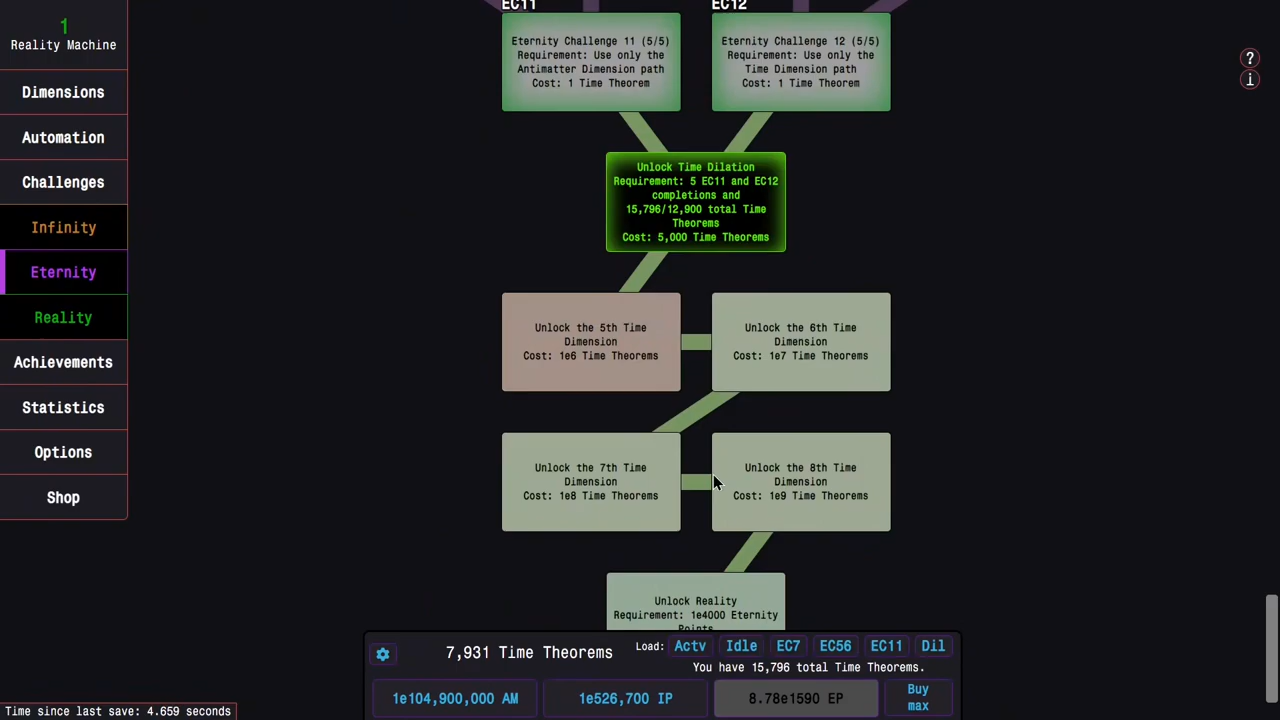 1
Reality Machine
Dimensions
Automation
Challenges
Infinity
Eternity
Reality
Achievements
Statistics
Options
Shop
Time since last save: 4.659 seconds
EC11
Eternity Challenge 11 (5/5)
Requirement: Use only the
Antimatter Dimension path
Cost: 1 Time Theorem
EC12
Eternity Challenge 12 (5/5)
Requirement: Use only the
Time Dimension path
Cost: 1 Time Theorem
Unlock Time Dilation
Requirement: 5 EC11 and EC12
completions and
15,796/12,900 total Time
Theorems
Cost: 5,000 Time Theorems
Unlock the 5th Time
Dimension
Cost: 1e6 Time Theorems
Unlock the 6th Time
Dimension
Cost: 1e7 Time Theorems
Unlock the 7th Time
Dimension
Cost: 1e8 Time Theorems
Unlock the 8th Time
Dimension
Cost: 1e9 Time Theorems
Unlock Reality
Requirement: 1e4000 Eternity
Points
7,931 Time Theorems
Load: Actv Idle EC7 EC56 EC11 Dil
You have 15,796 total Time Theorems.
1e104,900,000 AM
1e526,700 IP
8.78e1590 EP
Buy
max
?
i